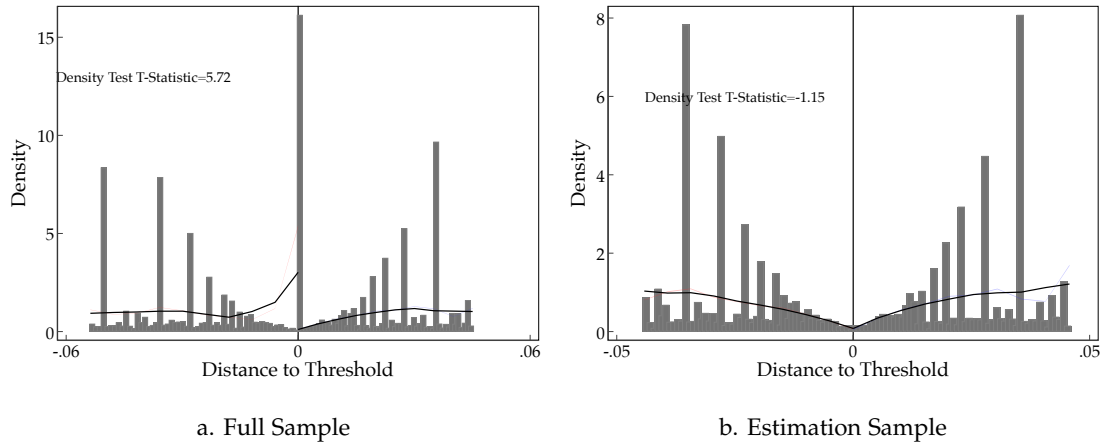 15
10
5
0
Density
Density Test T-Statistic=5.72
-.06
0
.06
Distance to Threshold
a. Full Sample
8
6
4
2
0
Density
Density Test T-Statistic=-1.15
-.05
0
.05
Distance to Threshold
b. Estimation Sample